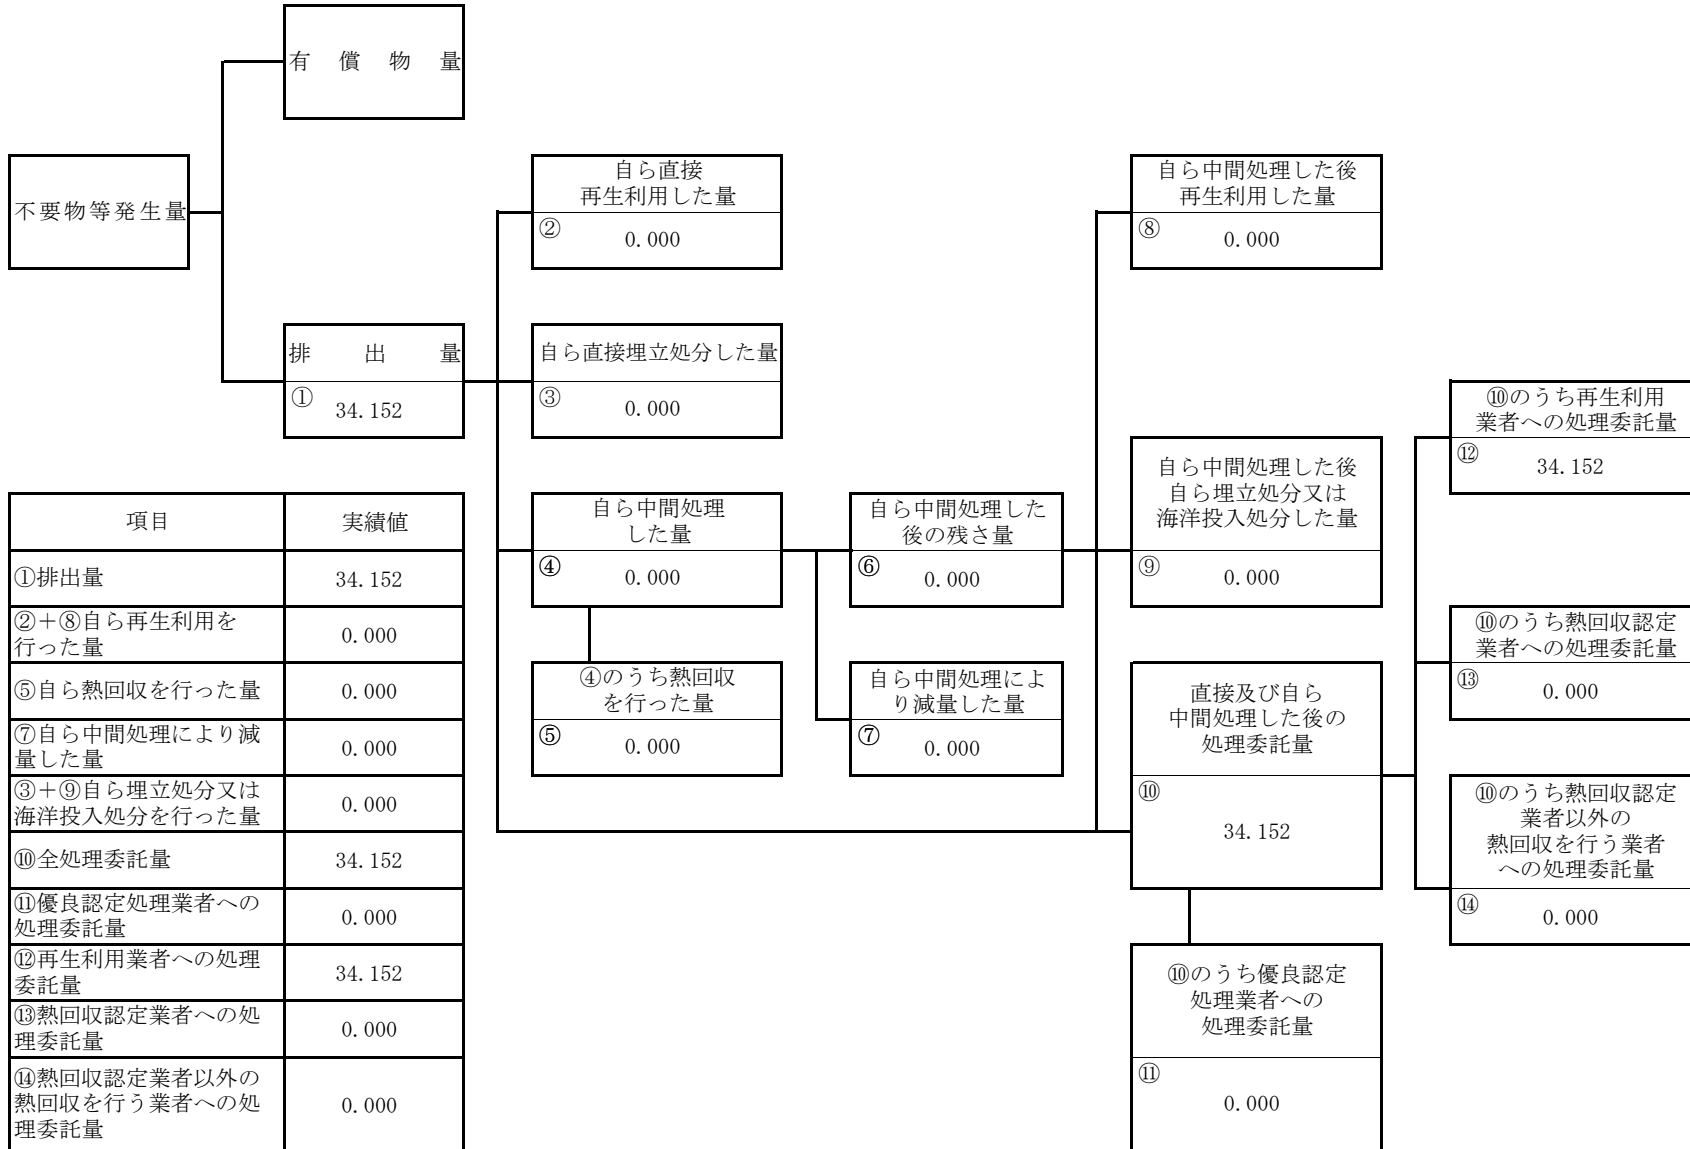 有償物量
不要物等発生量
自ら直接
再生利用した量
②
0.000
自ら中間処理した後
再生利用した量
⑧
0.000
排出量
①
34.152
自ら直接埋立処分した量
③
0.000
⑩のうち再生利用
業者への処理委託量
⑫
34.152
自ら中間処理
した量
④
0.000
自ら中間処理した
後の残さ量
⑥
0.000
自ら中間処理した後
自ら埋立処分又は
海洋投入処分した量
⑨
0.000
⑩のうち熱回収認定
業者への処理委託量
⑬
0.000
④のうち熱回収
を行った量
⑤
0.000
自ら中間処理によ
り減量した量
⑦
0.000
直接及び自ら
中間処理した後の
処理委託量
⑩
34.152
⑩のうち熱回収認定
業者以外の
熱回収を行う業者
への処理委託量
⑭
0.000
⑩のうち優良認定
処理業者への
処理委託量
⑪
0.000
項目 実績値
①排出量 34.152
②＋⑧自ら再生利用を
行った量 0.000
⑤自ら熱回収を行った量 0.000
⑦自ら中間処理により減
量した量 0.000
③＋⑨自ら埋立処分又は
海洋投入処分を行った量 0.000
⑩全処理委託量 34.152
⑪優良認定処理業者への
処理委託量 0.000
⑫再生利用業者への処理
委託量 34.152
⑬熱回収認定業者への処
理委託量 0.000
⑭熱回収認定業者以外の
熱回収を行う業者への処 0.000
理委託量